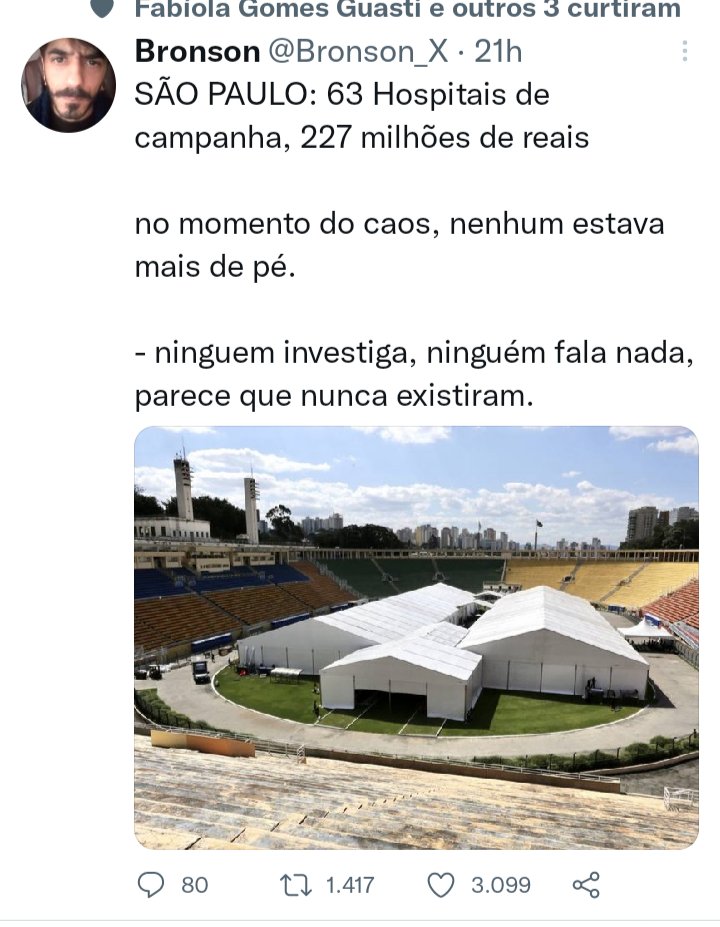 Fabíola Gomes Guasti e outros 3 curtiram
Bronson @Bronson_X · 21h
SÃO PAULO: 63 Hospitais de
campanha, 227 milhões de reais
no momento do caos, nenhum estava
mais de pé.
- ninguem investiga, ninguém fala nada,
parece que nunca existiram.
80 1.417 3.099